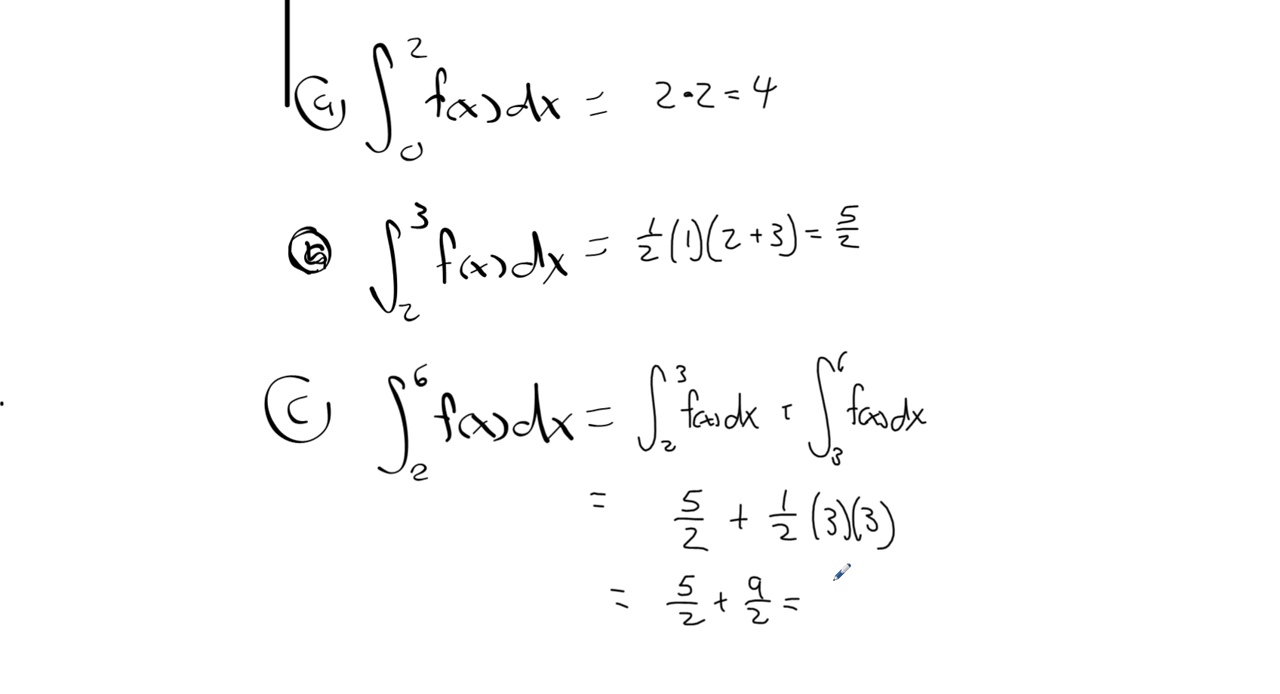 (a) ∫₀² f(x)dx = 2·2 = 4
(b) ∫₂³ f(x)dx = 1/2 (1)(2+3) = 5/2
(c) ∫₂⁶ f(x)dx = ∫₂³ f(x)dx + ∫₃⁶ f(x)dx
= 5/2 + 1/2 (3)(3)
= 5/2 + 9/2 =